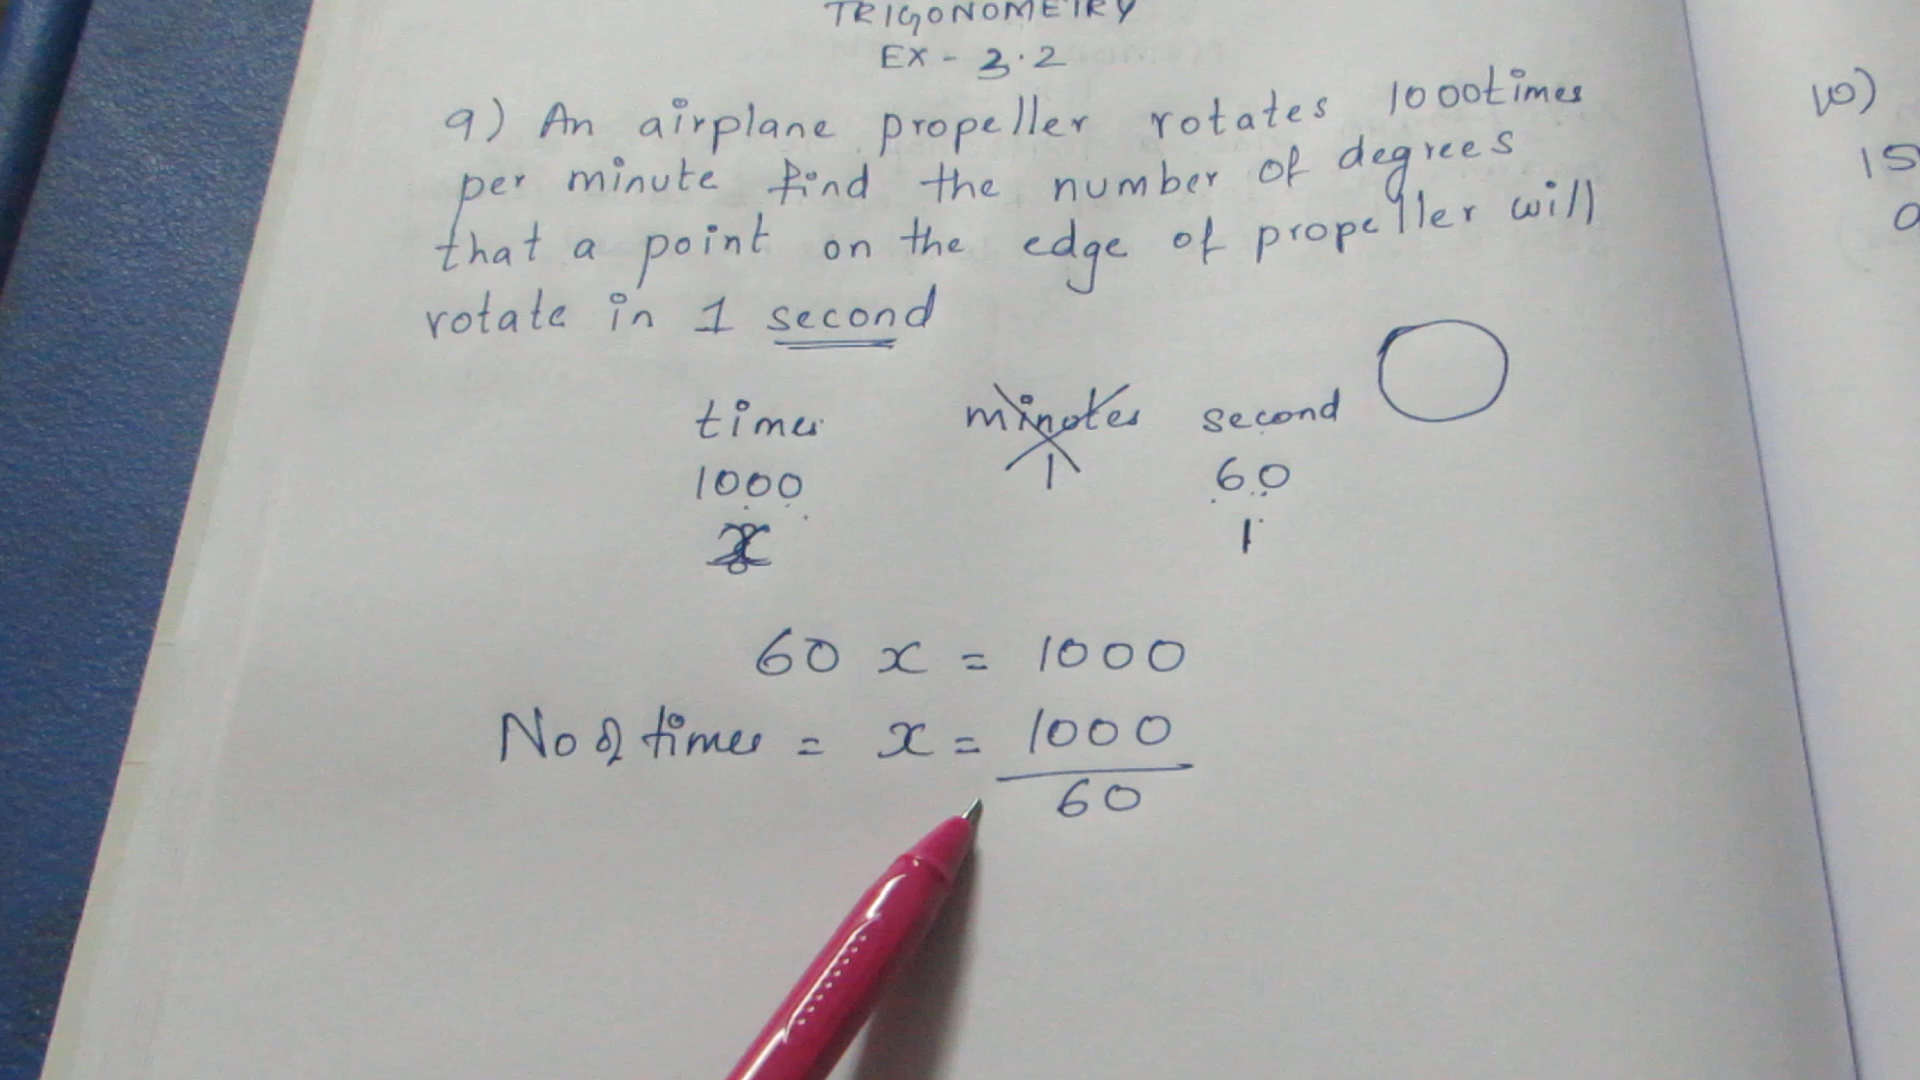 TRIGONOMETRY
EX - 3.2
9) An airplane propeller rotates 1000times
per minute find the number of degrees
that a point on the edge of propeller will
rotate in 1 second
times minutes second
1000 1 60
x 1
60 x = 1000
No of times = x = 1000
60
10)
15